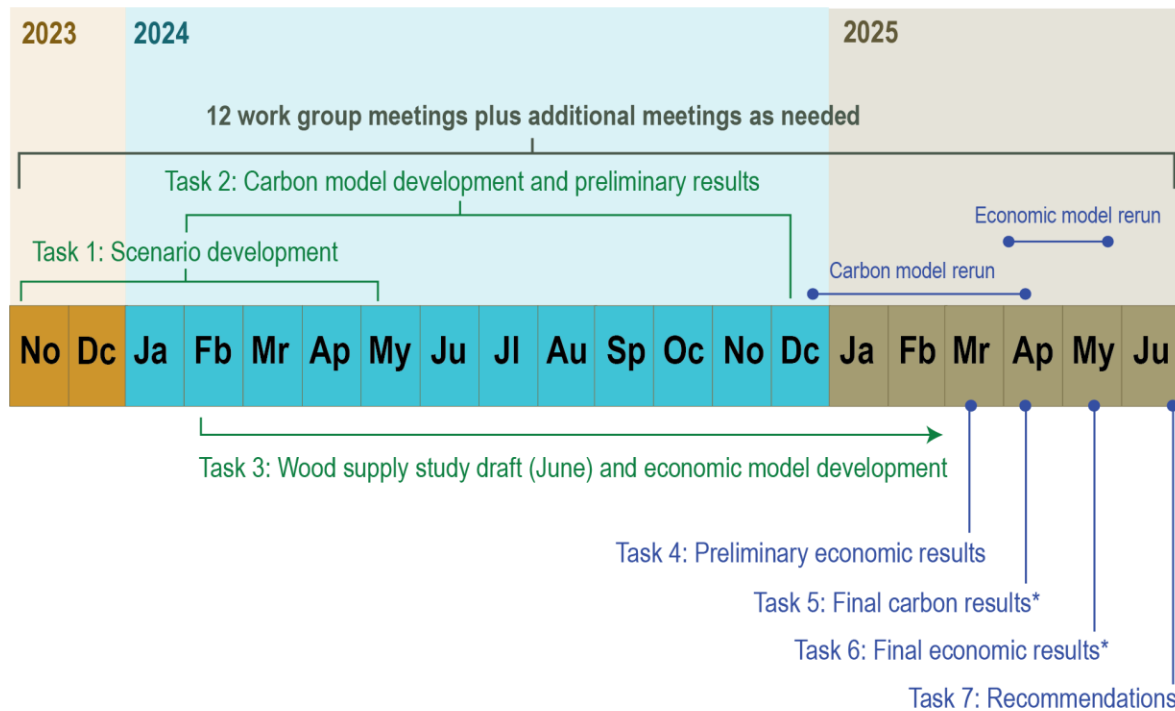 2023
2024
2025
12 work group meetings plus additional meetings as needed
Task 2: Carbon model development and preliminary results
Economic model rerun
Task 1: Scenario development
Carbon model rerun
No Dc Ja Fb Mr Ap My Ju Jl Au Sp Oc No Dc Ja Fb Mr Ap My Ju
Task 3: Wood supply study draft (June) and economic model development
Task 4: Preliminary economic results
Task 5: Final carbon results*
Task 6: Final economic results*
Task 7: Recommendations